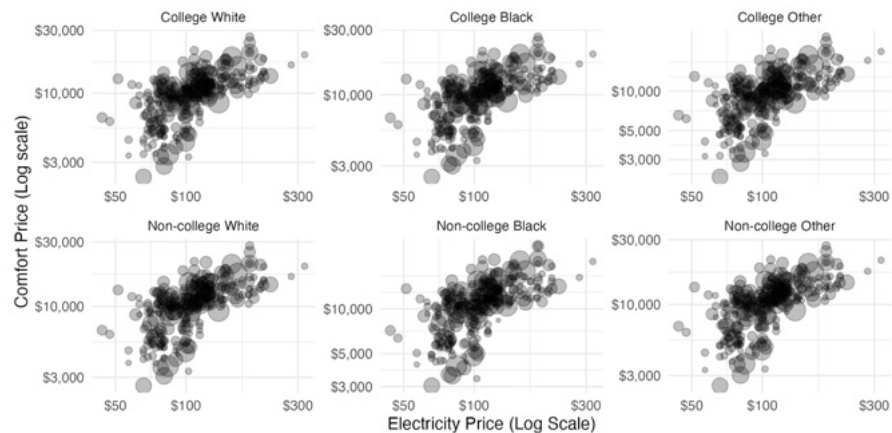 College White College Black College Other
$30,000 $30,000
$10,000 $10,000 $10,000
$5,000
$3,000 $3,000 $3,000
$50 $100 $300 $50 $100 $300 $50 $100 $300
Comfort Price (Log scale)
Non-college White Non-college Black Non-college Other
$30,000 $30,000
$10,000 $10,000 $10,000
$5,000
$3,000 $3,000 $3,000
$50 $100 $300 $50 $100 $300 $50 $100 $300
Electricity Price (Log Scale)